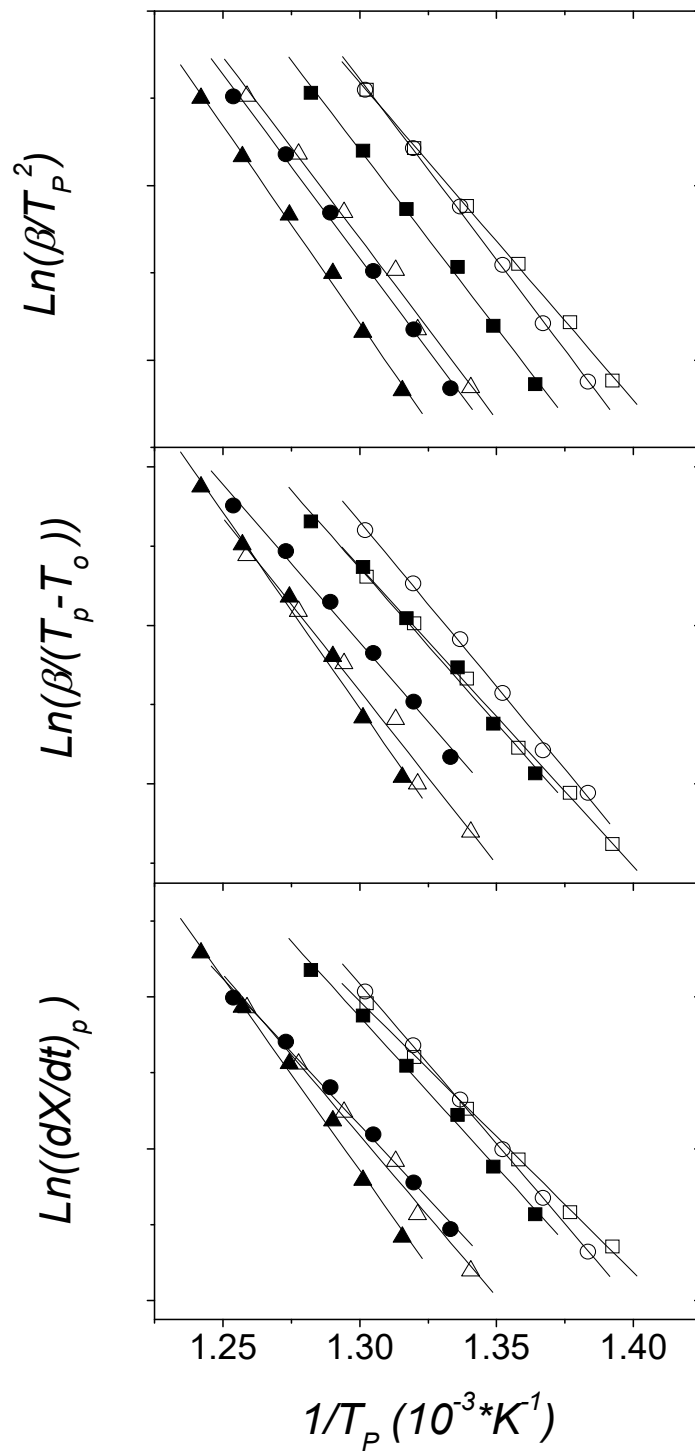 Ln(β/T_P^2)
Ln(β/(T_p-T_o))
Ln((dX/dt)_p)
1.25 1.30 1.35 1.40
1/T_P (10^-3*K^-1)